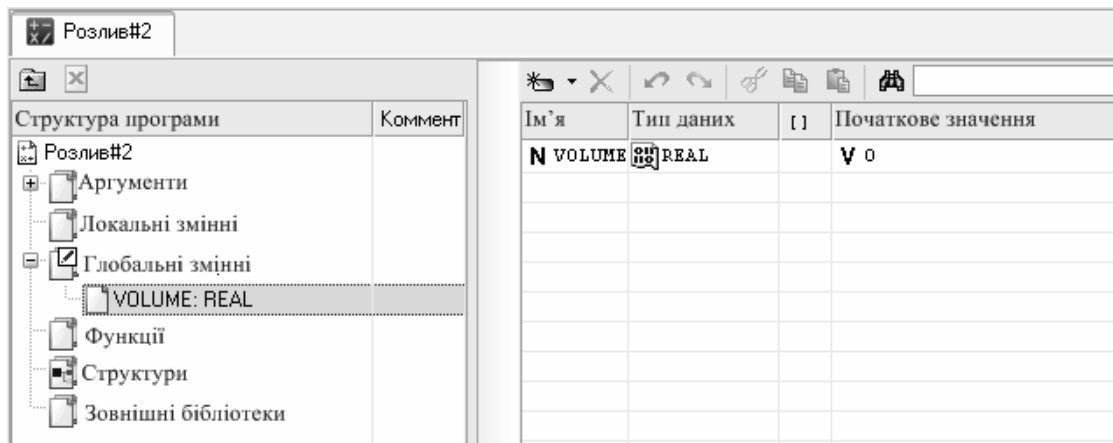 Розлив#2
Структура програми Коммент
Розлив#2
Аргументи
Локальні змінні
Глобальні змінні
VOLUME: REAL
Функції
Структури
Зовнішні бібліотеки
Ім’я Тип даних [ ] Початкове значення
N VOLUME REAL V 0